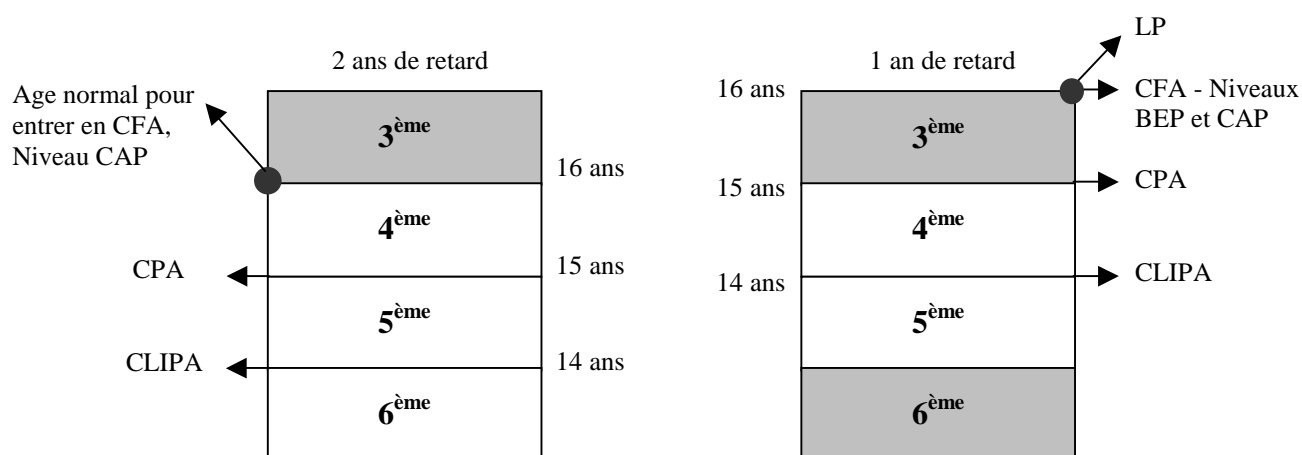 2 ans de retard
Age normal pour
entrer en CFA,
Niveau CAP
3ème
16 ans
4ème
CPA
15 ans
5ème
CLIPA
14 ans
6ème
LP
1 an de retard
16 ans
CFA - Niveaux
BEP et CAP
3ème
15 ans
CPA
4ème
14 ans
CLIPA
5ème
6ème